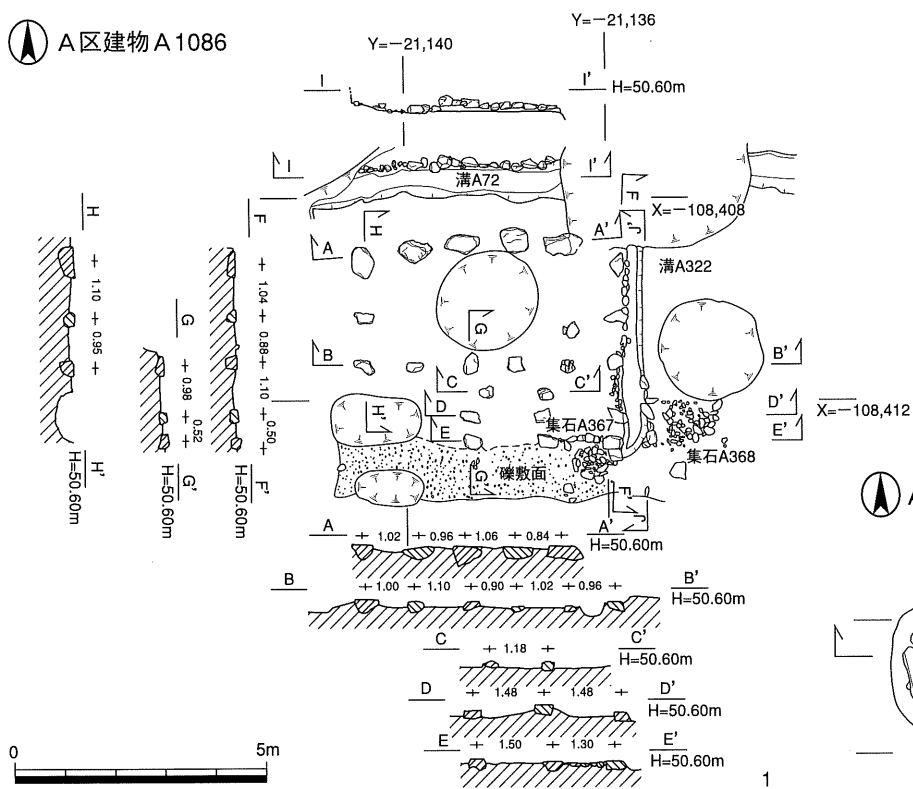 A区建物A1086
Y=−21,140
Y=−21,136
I
I'
H=50.60m
I
I'
溝A72
F
X=−108,408
A
H
A'
J'
溝A322
G
B
B'
C
C'
D
D'
X=−108,412
H'
E
E'
集石A367
集石A368
礫敷面
G'
F'
J
H
1.10
0.95
H'
H=50.60m
G
0.98
0.52
G'
H=50.60m
F
1.04
0.88
1.10
0.50
F'
H=50.60m
A
1.02
0.96
1.06
0.84
A'
H=50.60m
B
1.00
1.10
0.90
1.02
0.96
B'
H=50.60m
C
1.18
C'
H=50.60m
D
1.48
1.48
D'
H=50.60m
E
1.50
1.30
E'
H=50.60m
0
5m
1
A